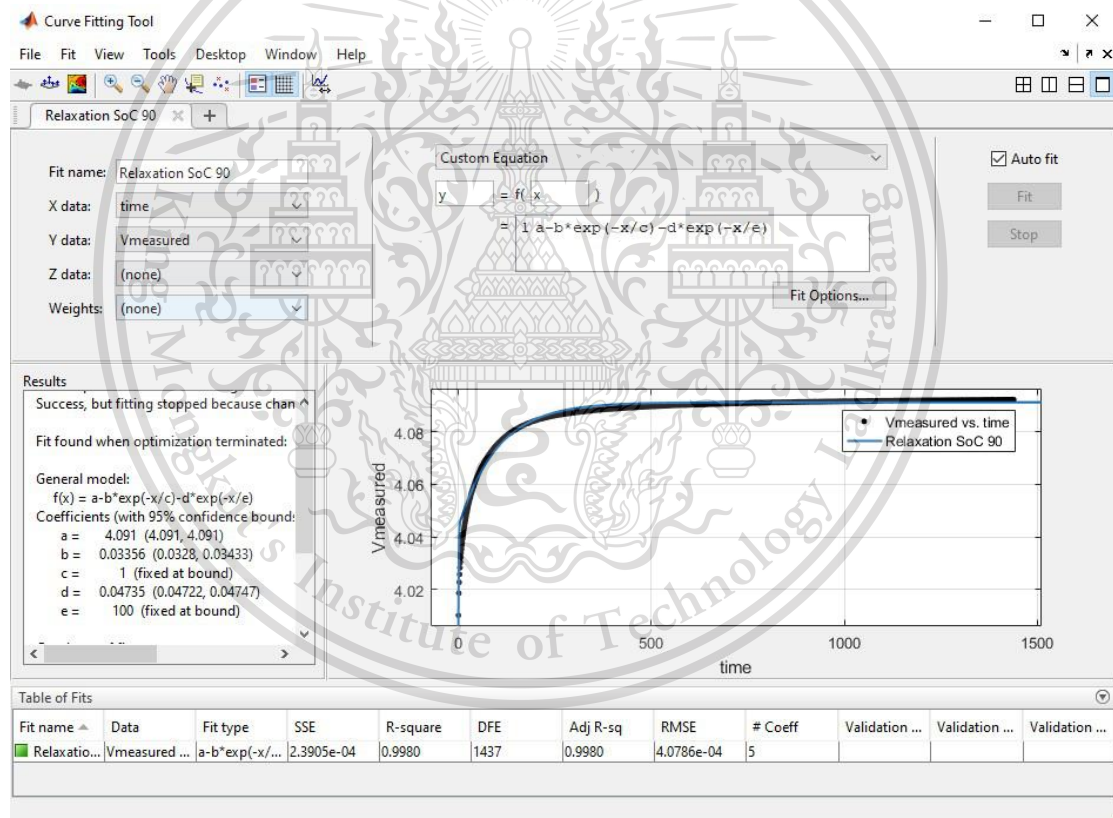 Curve Fitting Tool
File Fit View Tools Desktop Window Help
Relaxation SoC 90
Fit name: Relaxation SoC 90
X data: time
Y data: Vmeasured
Z data: (none)
Weights: (none)
Custom Equation
y = f( x )
= 1 a-b*exp(-x/c)-d*exp(-x/e)
Fit Options...
Auto fit
Fit
Stop
Results
Success, but fitting stopped because chan
Fit found when optimization terminated:
General model:
f(x) = a-b*exp(-x/c)-d*exp(-x/e)
Coefficients (with 95% confidence bound:
a = 4.091 (4.091, 4.091)
b = 0.03356 (0.0328, 0.03433)
c = 1 (fixed at bound)
d = 0.04735 (0.04722, 0.04747)
e = 100 (fixed at bound)
Vmeasured
4.08
4.06
4.04
4.02
0 500 1000 1500
time
Vmeasured vs. time
Relaxation SoC 90
Table of Fits
Fit name Data Fit type SSE R-square DFE Adj R-sq RMSE # Coeff Validation ... Validation ... Validation ...
Relaxatio... Vmeasured ... a-b*exp(-x/... 2.3905e-04 0.9980 1437 0.9980 4.0786e-04 5
King Mongkut's Institute of Technology Ladkrabang